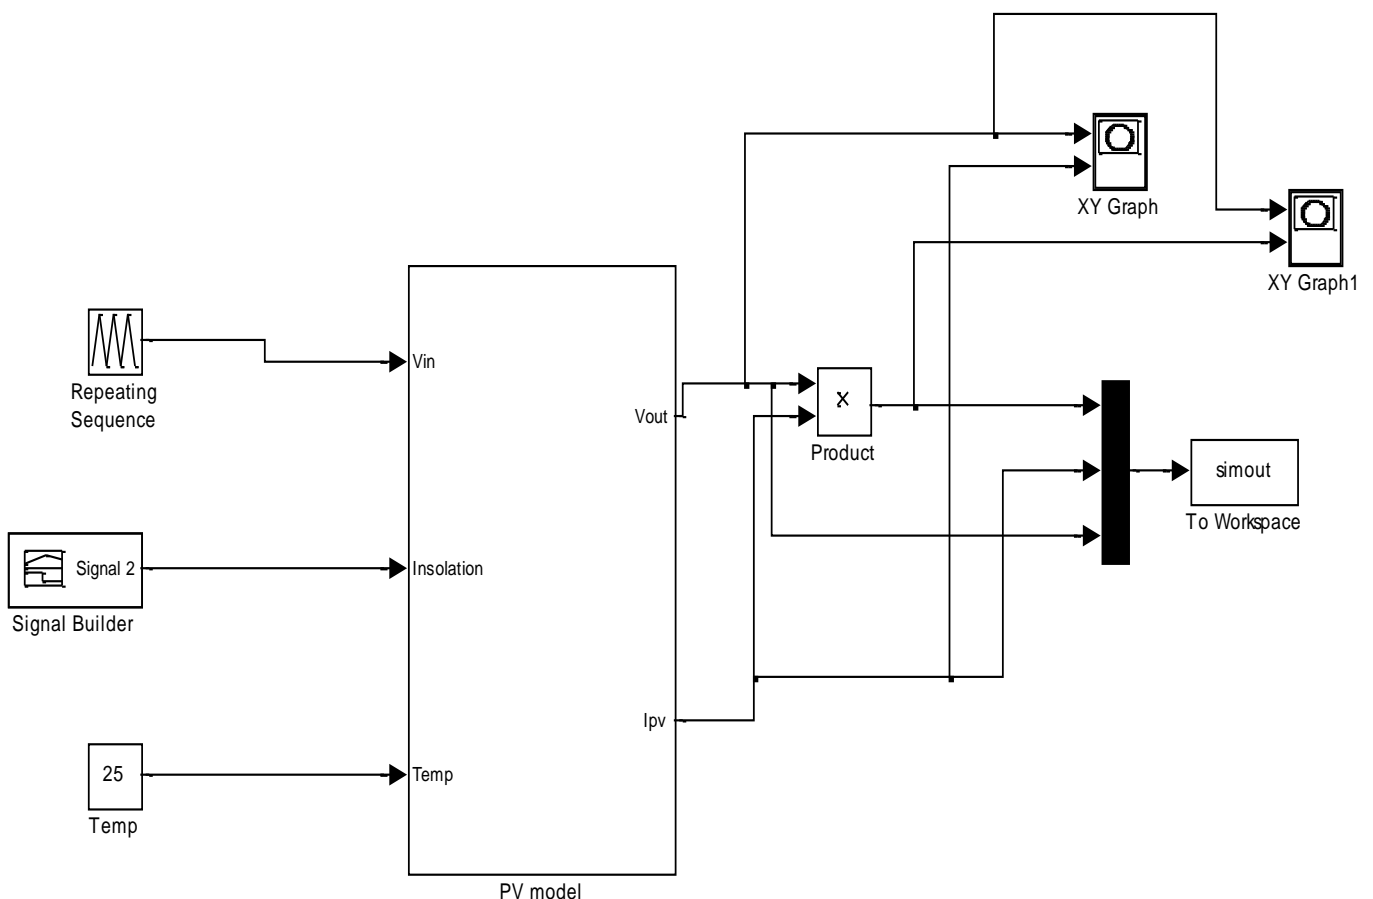 XY Graph
XY Graph1
Repeating
Sequence
Vin
Vout
x
Product
simout
To Workspace
Signal 2
Insolation
Signal Builder
Ipv
25
Temp
Temp
PV model